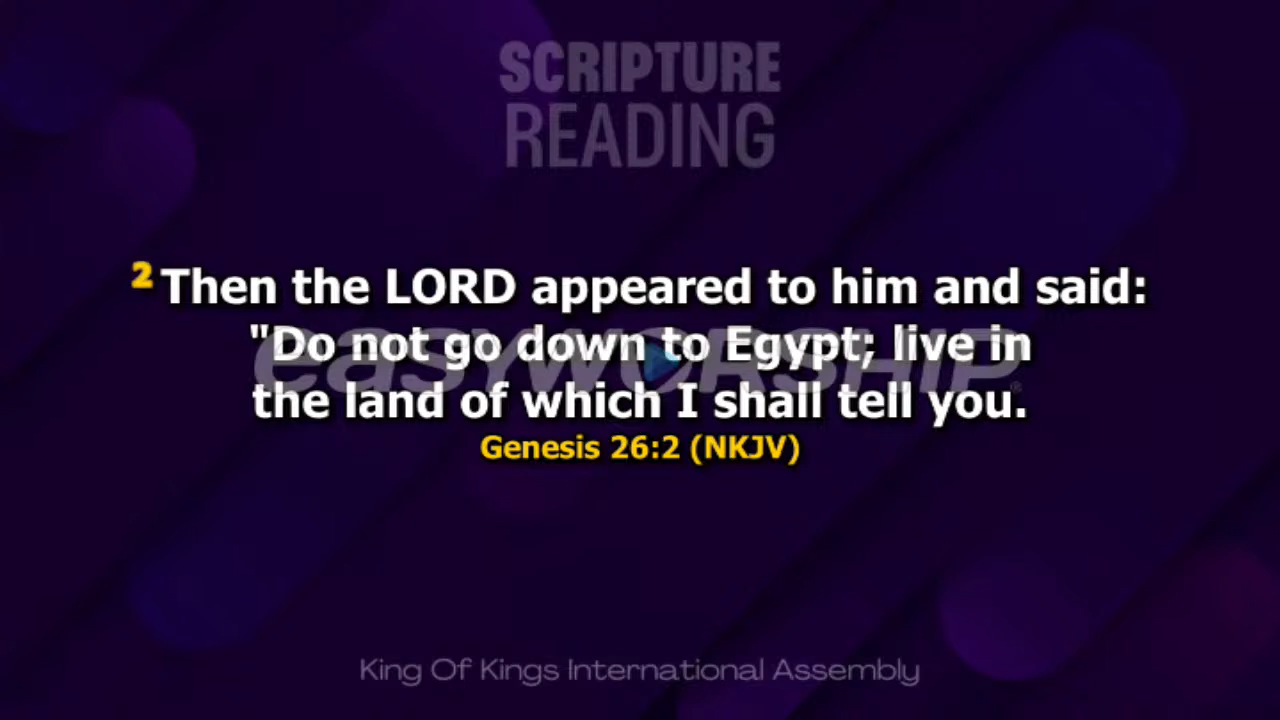 SCRIPTURE
READING
2 Then the LORD appeared to him and said:
"Do not go down to Egypt; live in
easyworship®
the land of which I shall tell you.
Genesis 26:2 (NKJV)
King Of Kings International Assembly